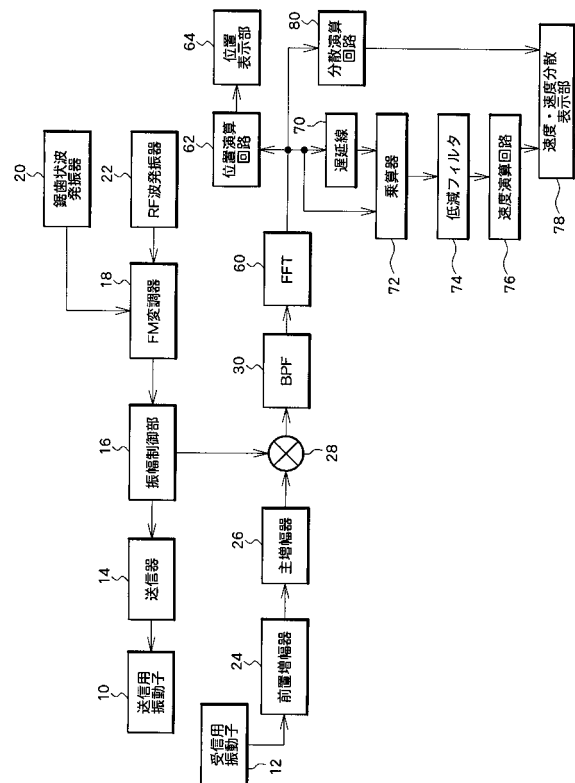 20
鋸歯状波
発振器
22
RF波発振器
18
FM変調器
16
振幅制御部
14
送信器
10
送信用
振動子
64
位置
表示部
62
位置演算
回路
80
分散演算
回路
70
遅延線
72
乗算器
74
低減フィルタ
76
速度演算回路
78
速度・速度分散
表示部
60
FFT
30
BPF
28
26
主増幅器
24
前置増幅器
受信用
振動子
12